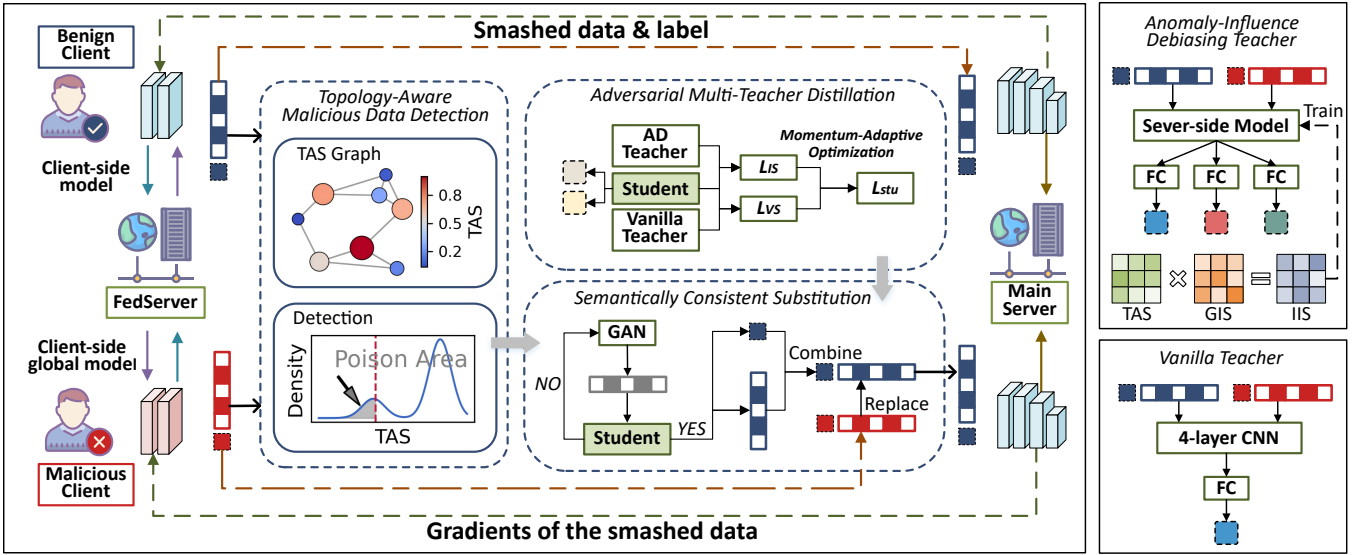 Benign
Client
Client-side
model
FedServer
Client-side
global model
Malicious
Client
Smashed data & label
Topology-Aware
Malicious Data Detection
TAS Graph
0.8
0.6
0.4
0.2
TAS
Detection
Poison Area
Density
TAS
Adversarial Multi-Teacher Distillation
AD
Teacher
Student
Vanilla
Teacher
Momentum-Adaptive
Optimization
LIS
LVS
Lstu
Semantically Consistent Substitution
GAN
NO
Student
YES
Combine
Replace
Main
Server
Gradients of the smashed data
Anomaly-Influence
Debiasing Teacher
Train
Sever-side Model
FC
FC
FC
TAS
GIS
IIS
Vanilla Teacher
4-layer CNN
FC